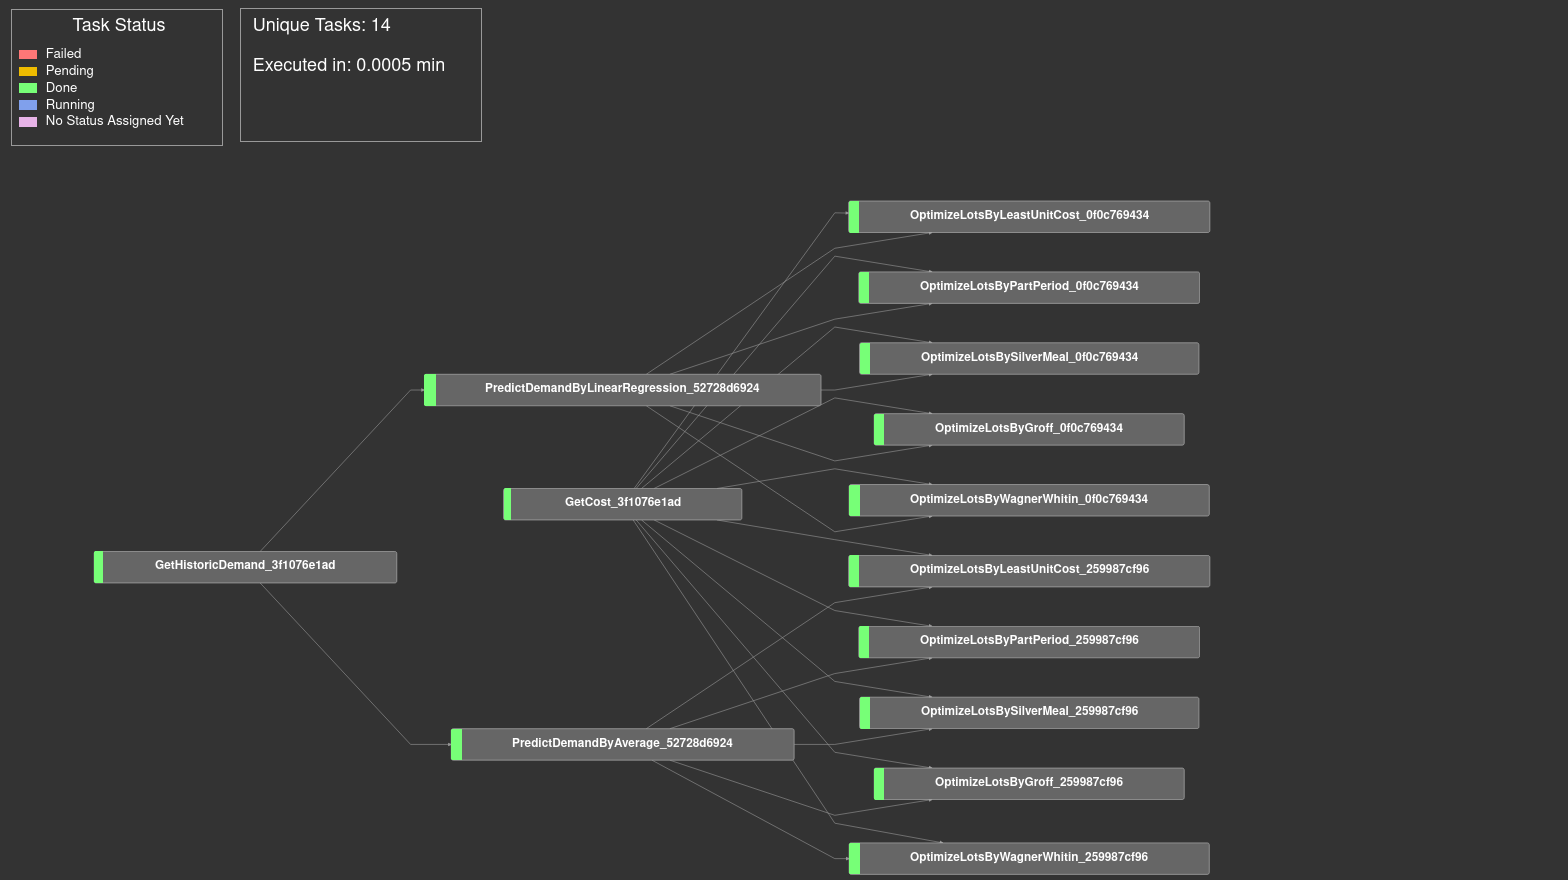 Task Status
Failed
Pending
Done
Running
No Status Assigned Yet
Unique Tasks: 14
Executed in: 0.0005 min
OptimizeLotsByLeastUnitCost_0f0c769434
OptimizeLotsByPartPeriod_0f0c769434
OptimizeLotsBySilverMeal_0f0c769434
PredictDemandByLinearRegression_52728d6924
OptimizeLotsByGroff_0f0c769434
GetCost_3f1076e1ad
OptimizeLotsByWagnerWhitin_0f0c769434
GetHistoricDemand_3f1076e1ad
OptimizeLotsByLeastUnitCost_259987cf96
OptimizeLotsByPartPeriod_259987cf96
OptimizeLotsBySilverMeal_259987cf96
PredictDemandByAverage_52728d6924
OptimizeLotsByGroff_259987cf96
OptimizeLotsByWagnerWhitin_259987cf96